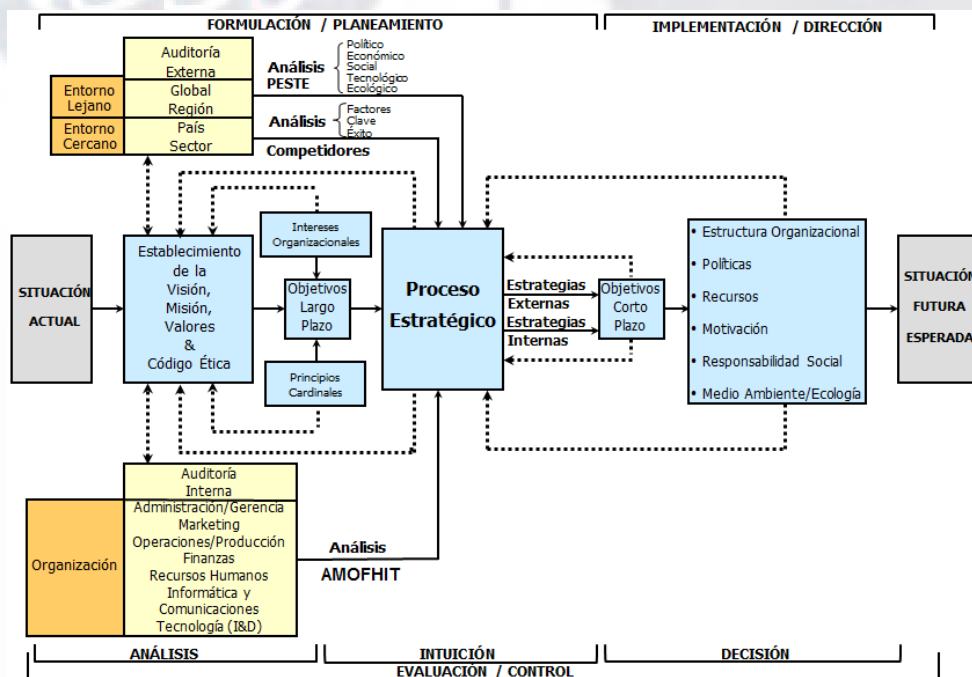 FORMULACIÓN / PLANEAMIENTO
IMPLEMENTACIÓN / DIRECCIÓN
Auditoría
Externa
Entorno
Lejano
Global
Región
Entorno
Cercano
País
Sector
Análisis
PESTE
Político
Económico
Social
Tecnológico
Ecológico
Análisis
Competidores
Factores
Clave
Éxito
SITUACIÓN
ACTUAL
Establecimiento
de la
Visión,
Misión,
Valores
&
Código Ética
Intereses
Organizacionales
Objetivos
Largo
Plazo
Principios
Cardinales
Proceso
Estratégico
Estrategias
Externas
Estrategias
Internas
Objetivos
Corto
Plazo
• Estructura Organizacional
• Políticas
• Recursos
• Motivación
• Responsabilidad Social
• Medio Ambiente/Ecología
SITUACIÓN
FUTURA
ESPERADA
Auditoría
Interna
Organización
Administración/Gerencia
Marketing
Operaciones/Producción
Finanzas
Recursos Humanos
Informática y
Comunicaciones
Tecnología (I&D)
Análisis
AMOFHIT
ANÁLISIS
INTUICIÓN
DECISIÓN
EVALUACIÓN / CONTROL